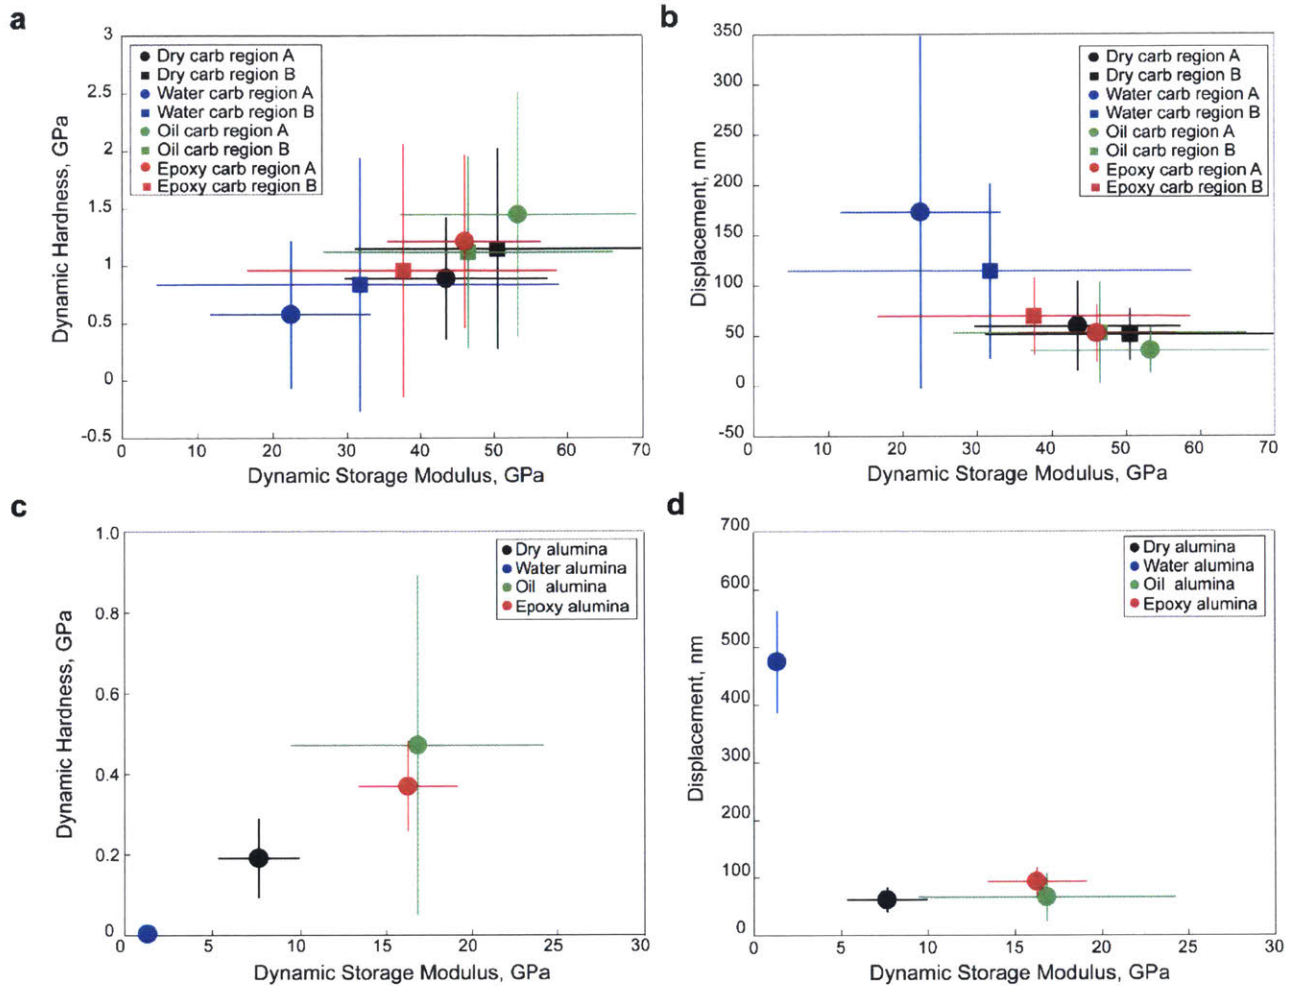 a
3
2.5
2
1.5
1
0.5
0
-0.5
Dynamic Hardness, GPa
Dry carb region A
Dry carb region B
Water carb region A
Water carb region B
Oil carb region A
Oil carb region B
Epoxy carb region A
Epoxy carb region B
0 10 20 30 40 50 60 70
Dynamic Storage Modulus, GPa
b
350
300
250
200
150
100
50
0
-50
Displacement, nm
Dry carb region A
Dry carb region B
Water carb region A
Water carb region B
Oil carb region A
Oil carb region B
Epoxy carb region A
Epoxy carb region B
0 10 20 30 40 50 60 70
Dynamic Storage Modulus, GPa
c
1.0
0.8
0.6
0.4
0.2
0
Dynamic Hardness, GPa
Dry alumina
Water alumina
Oil alumina
Epoxy alumina
0 5 10 15 20 25 30
Dynamic Storage Modulus, GPa
d
700
600
500
400
300
200
100
0
Displacement, nm
Dry alumina
Water alumina
Oil alumina
Epoxy alumina
0 5 10 15 20 25 30
Dynamic Storage Modulus, GPa